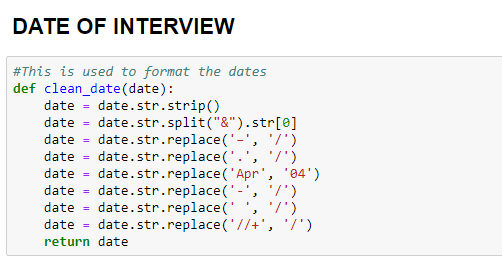 DATE OF INTERVIEW
#This is used to format the dates
def clean_date(date):
    date = date.str.strip()
    date = date.str.split("&").str[0]
    date = date.str.replace('–', '/')
    date = date.str.replace('.', '/')
    date = date.str.replace('Apr', '04')
    date = date.str.replace('-', '/')
    date = date.str.replace(' ', '/')
    date = date.str.replace('//+', '/')
    return date